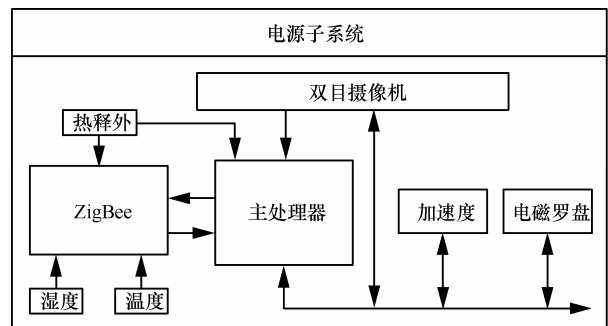 电源子系统
双目摄像机
热释外
ZigBee
主处理器
加速度
电磁罗盘
湿度
温度